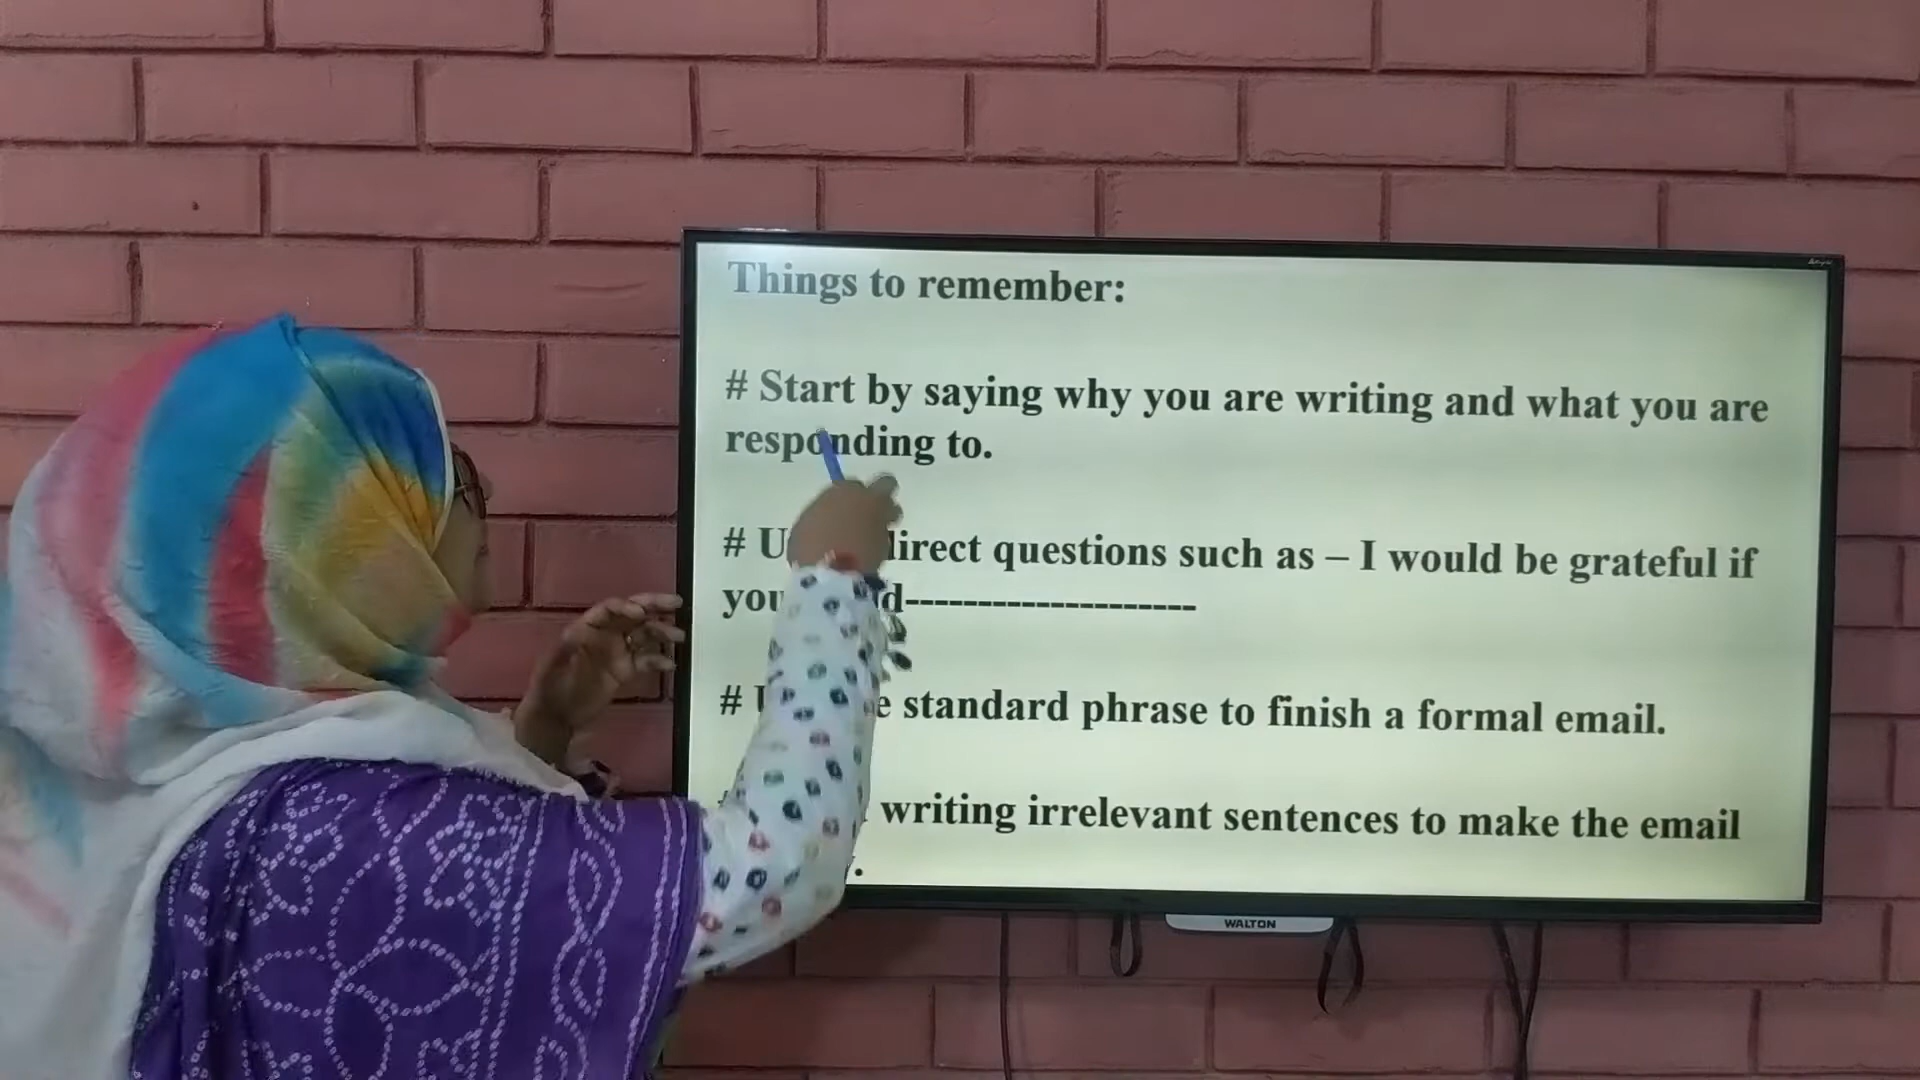 Things to remember:
# Start by saying why you are writing and what you are
responding to.
# U direct questions such as – I would be grateful if
you d--------------------
# U e standard phrase to finish a formal email.
writing irrelevant sentences to make the email
.
WALTON